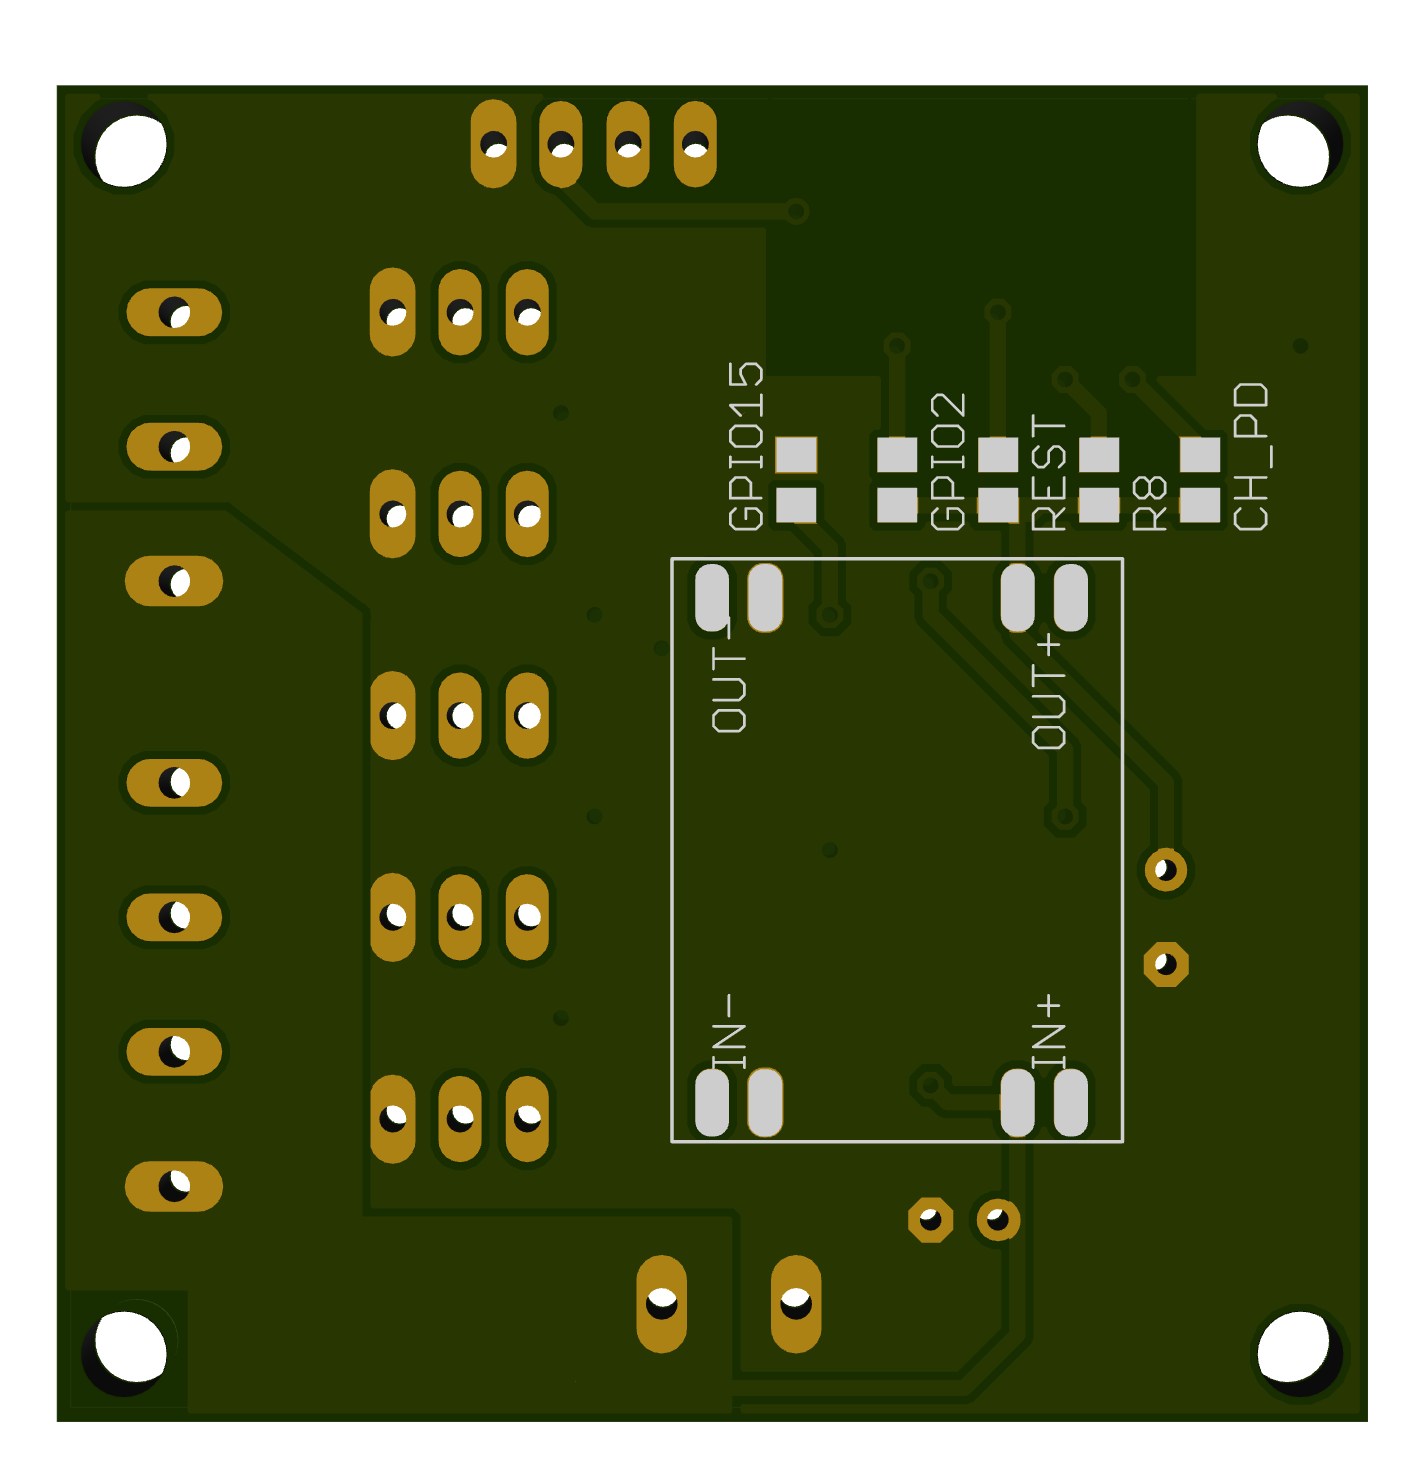 GPIO15
GPIO2
REST
R8
CH_PD
OUT-
OUT+
IN-
IN+